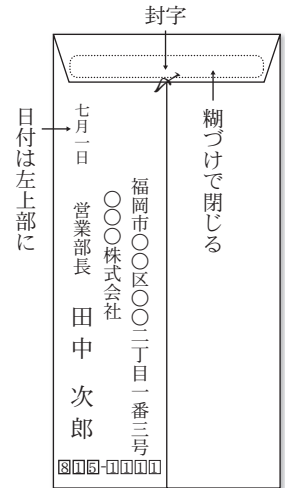 封字
糊づけで閉じる
日付は左上部に
七月一日
福岡市〇〇区〇〇二丁目一番三号
〇〇〇株式会社
営業部長 田中 次郎
815-1111